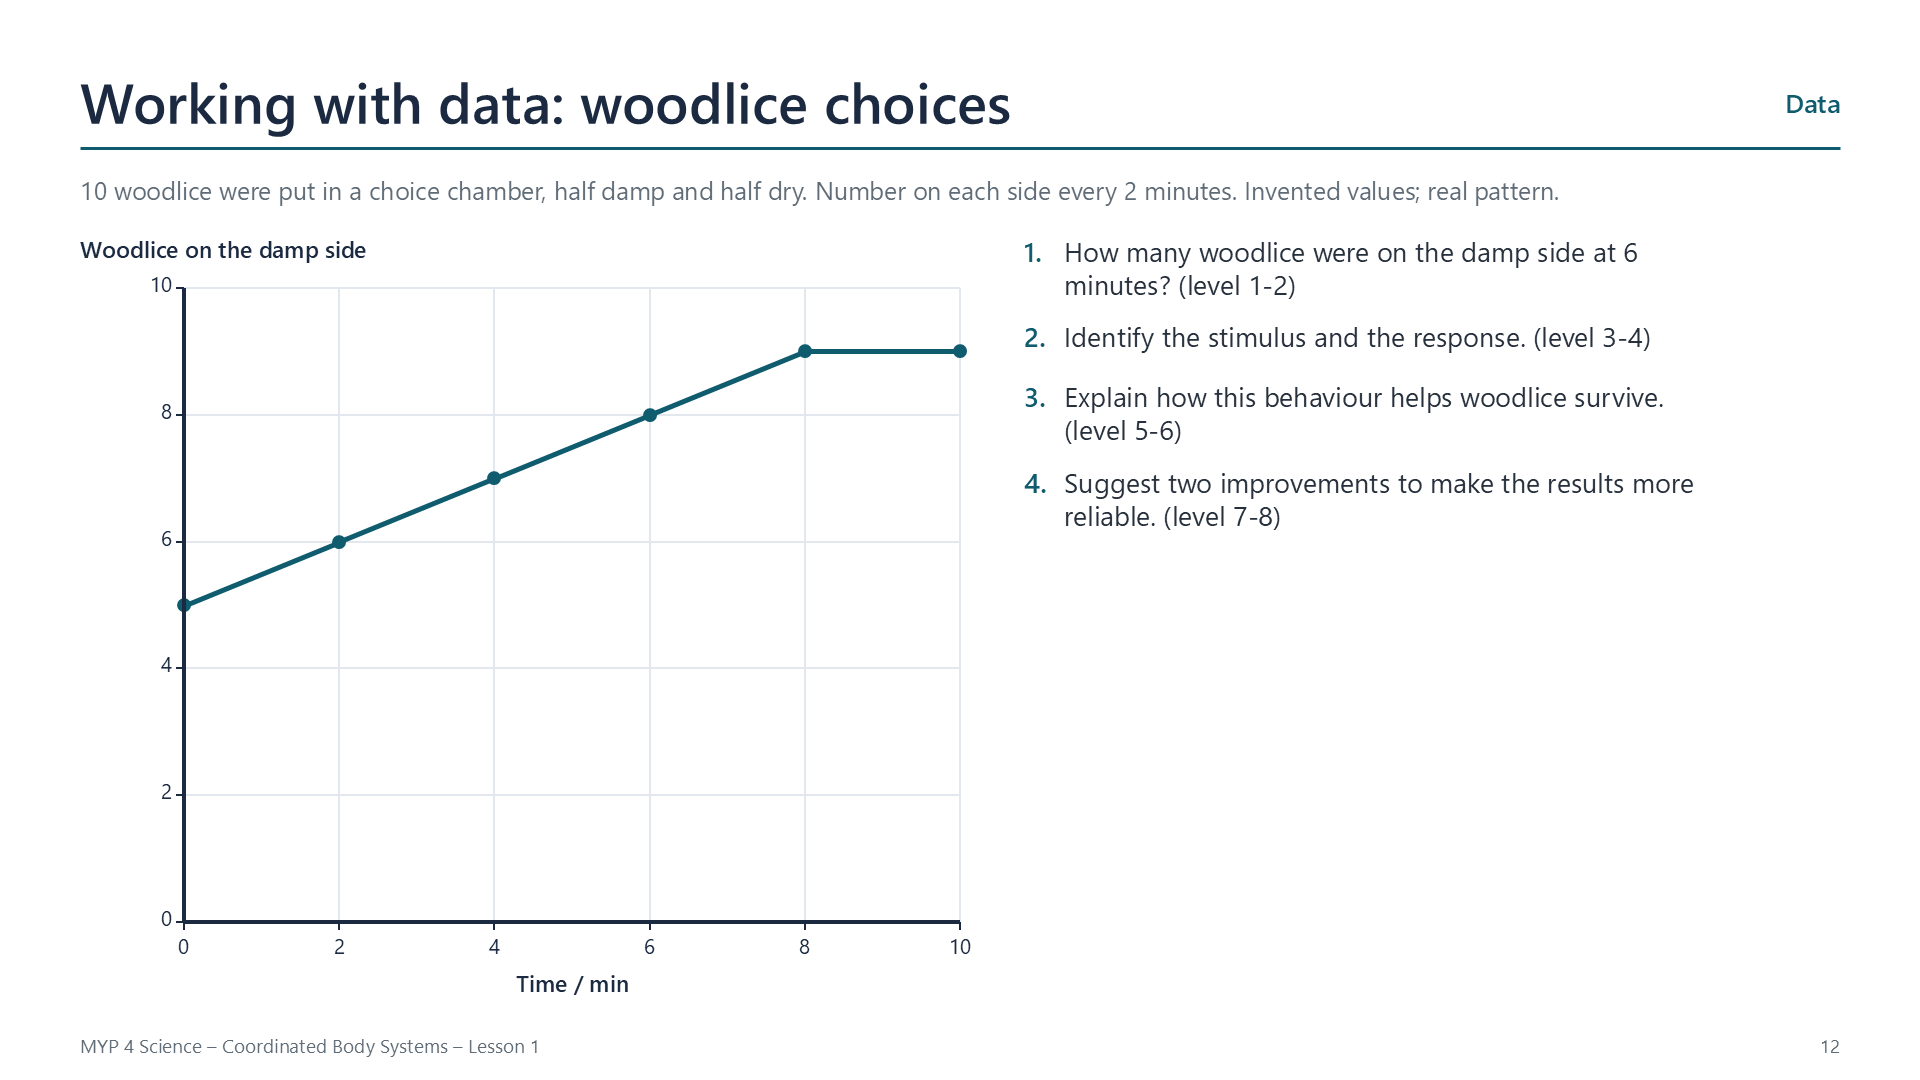 Working with data: woodlice choices
Data
10 woodlice were put in a choice chamber, half damp and half dry. Number on each side every 2 minutes. Invented values; real pattern.
Woodlice on the damp side
10
8
6
4
2
0
0 2 4 6 8 10
Time / min
1. How many woodlice were on the damp side at 6
minutes? (level 1-2)
2. Identify the stimulus and the response. (level 3-4)
3. Explain how this behaviour helps woodlice survive.
(level 5-6)
4. Suggest two improvements to make the results more
reliable. (level 7-8)
MYP 4 Science – Coordinated Body Systems – Lesson 1
12